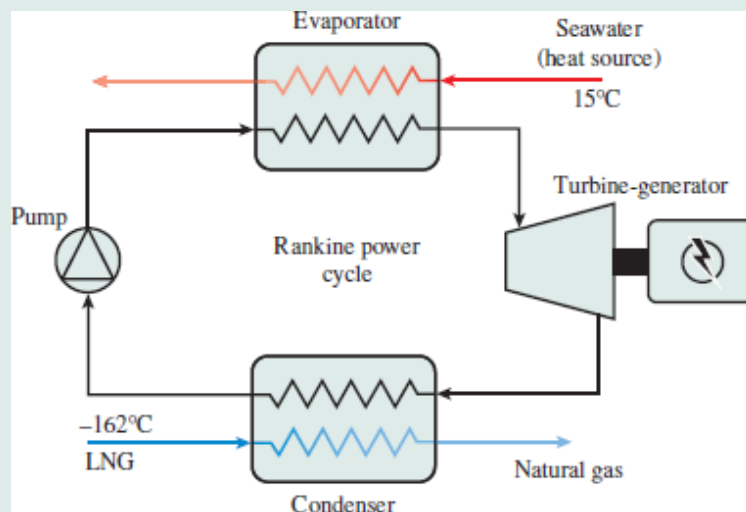 Evaporator
Seawater
(heat source)
15°C
Turbine-generator
Pump
Rankine power
cycle
–162°C
LNG
Natural gas
Condenser